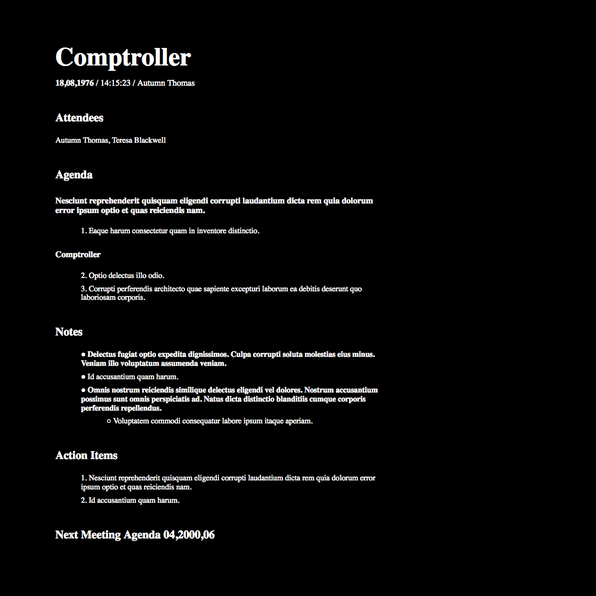 Comptroller
18,08,1976 / 14:15:23 / Autumn Thomas
Attendees
Autumn Thomas, Teresa Blackwell
Agenda
Nesciunt reprehenderit quisquam eligendi corrupti laudantium dicta rem quia dolorum
error ipsum optio et quas reiciendis nam.
1. Eaque harum consectetur quam in inventore distinctio.
Comptroller
2. Optio delectus illo odio.
3. Corrupti perferendis architecto quae sapiente excepturi laborum ea debitis deserunt quo
laboriosam corporis.
Notes
● Delectus fugiat optio expedita dignissimos. Culpa corrupti soluta molestias eius minus.
Veniam illo voluptatum assumenda veniam.
● Id accusantium quam harum.
● Omnis nostrum reiciendis similique delectus eligendi vel dolores. Nostrum accusantium
possimus sunt omnis perspiciatis ad. Natus dicta distinctio blanditiis cumque corporis
perferendis repellendus.
○ Voluptatem commodi consequatur labore ipsum itaque aperiam.
Action Items
1. Nesciunt reprehenderit quisquam eligendi corrupti laudantium dicta rem quia dolorum error
ipsum optio et quas reiciendis nam.
2. Id accusantium quam harum.
Next Meeting Agenda 04,2000,06